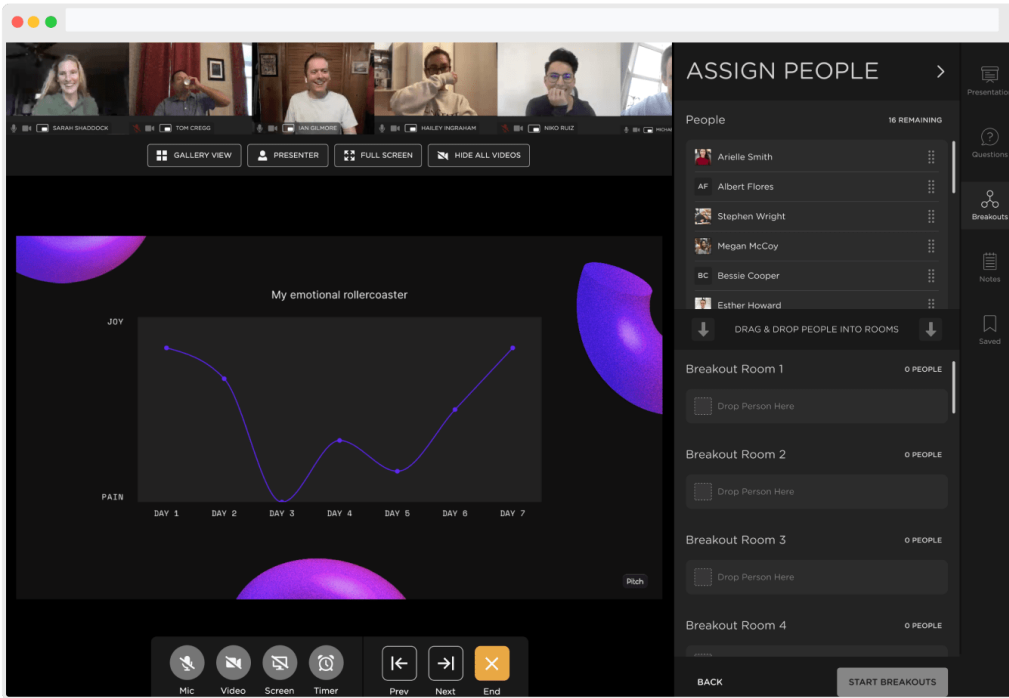 SARAH SHADDOCK
TOM CREGG
IAN GILMORE
HAILEY INGRAHAM
NIKO RUIZ
GALLERY VIEW
PRESENTER
FULL SCREEN
HIDE ALL VIDEOS
My emotional rollercoaster
JOY
PAIN
DAY 1 DAY 2 DAY 3 DAY 4 DAY 5 DAY 6 DAY 7
Pitch
Mic Video Screen Timer Prev Next End
ASSIGN PEOPLE
People 16 REMAINING
Arielle Smith
AF Albert Flores
Stephen Wright
Megan McCoy
BC Bessie Cooper
Esther Howard
DRAG & DROP PEOPLE INTO ROOMS
Breakout Room 1 0 PEOPLE
Drop Person Here
Breakout Room 2 0 PEOPLE
Drop Person Here
Breakout Room 3 0 PEOPLE
Drop Person Here
Breakout Room 4 0 PEOPLE
BACK START BREAKOUTS
Presentatio
Questions
Breakouts
Notes
Saved